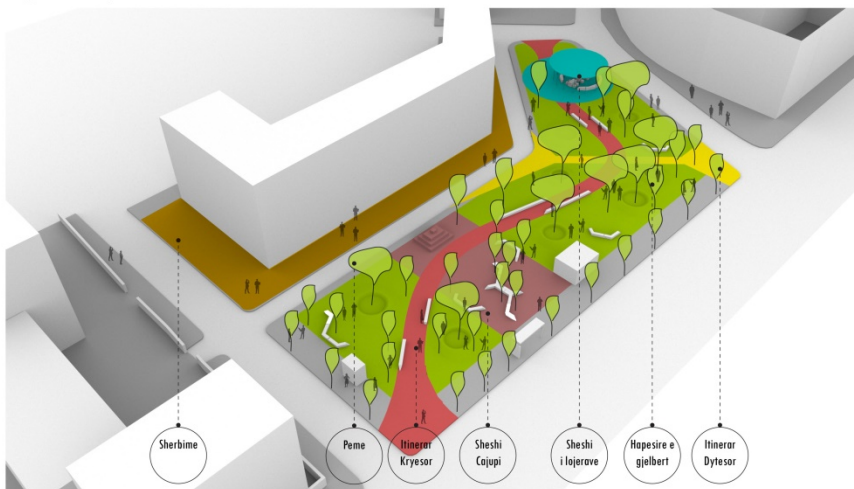 Sherbime
Peme
Itinerar
Kryesor
Sheshi
Cajupi
Sheshi
i lojerave
Hapesire e
gjelbert
Itinerar
Dytesor